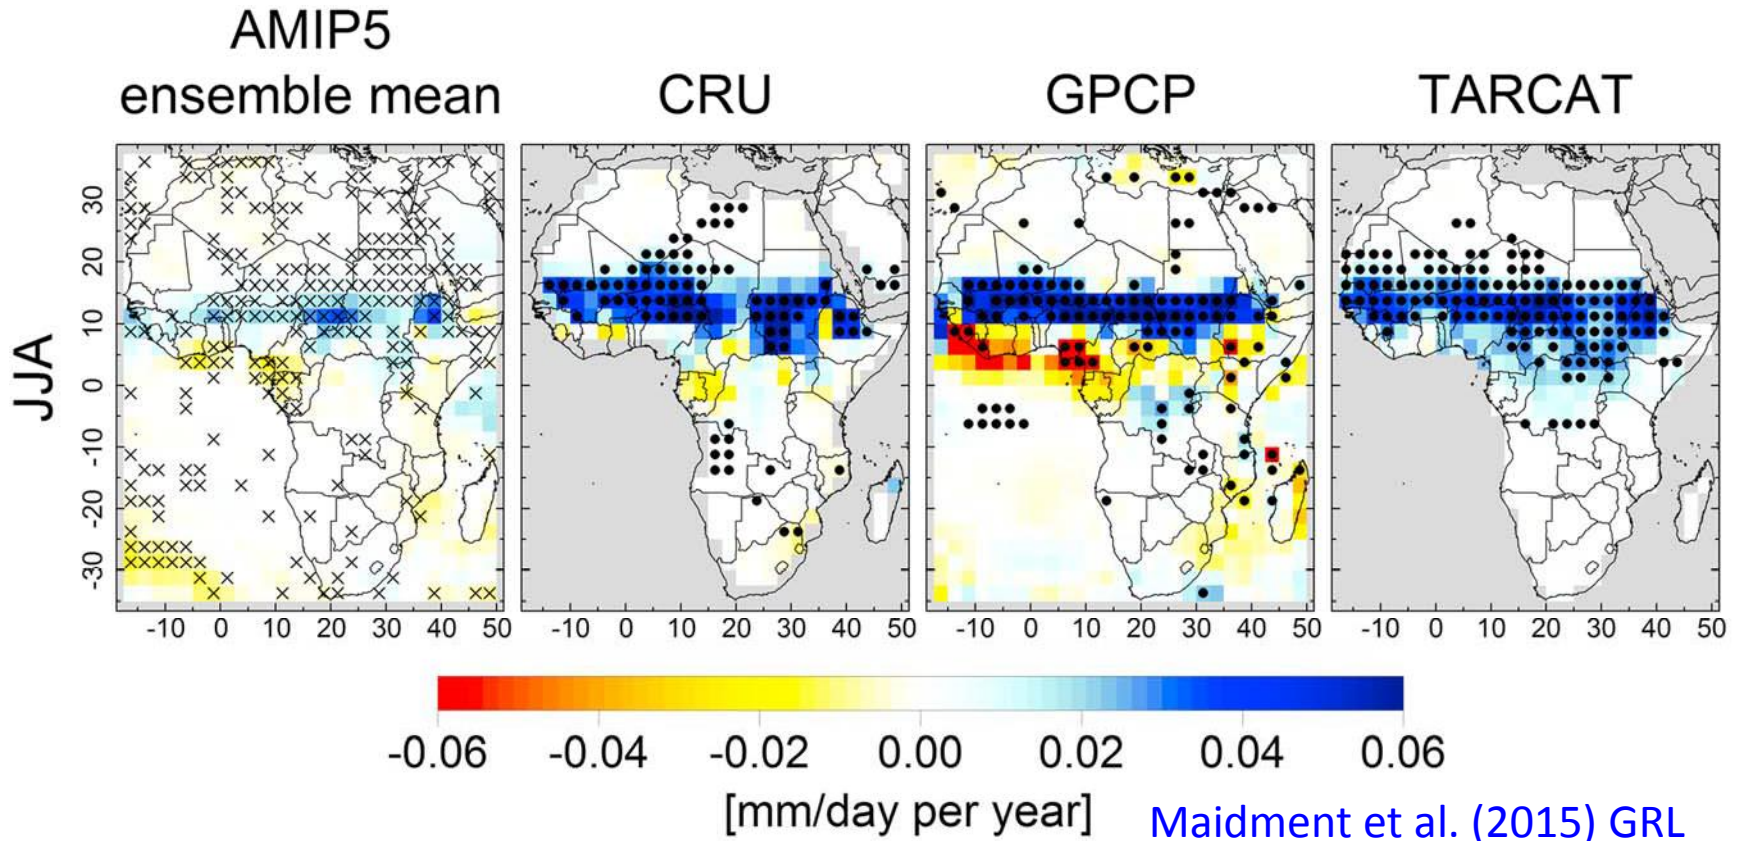 AMIP5
ensemble mean
CRU
GPCP
TARCAT
JJA
30
20
10
0
-10
-20
-30
-10 0 10 20 30 40 50
-10 0 10 20 30 40 50
-10 0 10 20 30 40 50
-10 0 10 20 30 40 50
-0.06 -0.04 -0.02 0.00 0.02 0.04 0.06
[mm/day per year]
Maidment et al. (2015) GRL